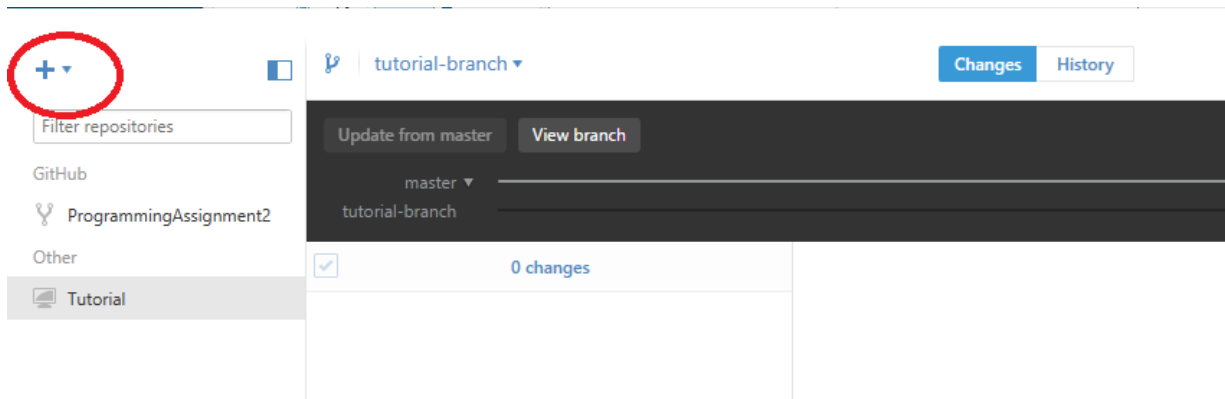 tutorial-branch
Changes
History
Filter repositories
Update from master
View branch
GitHub
master
ProgrammingAssignment2
tutorial-branch
Other
0 changes
Tutorial